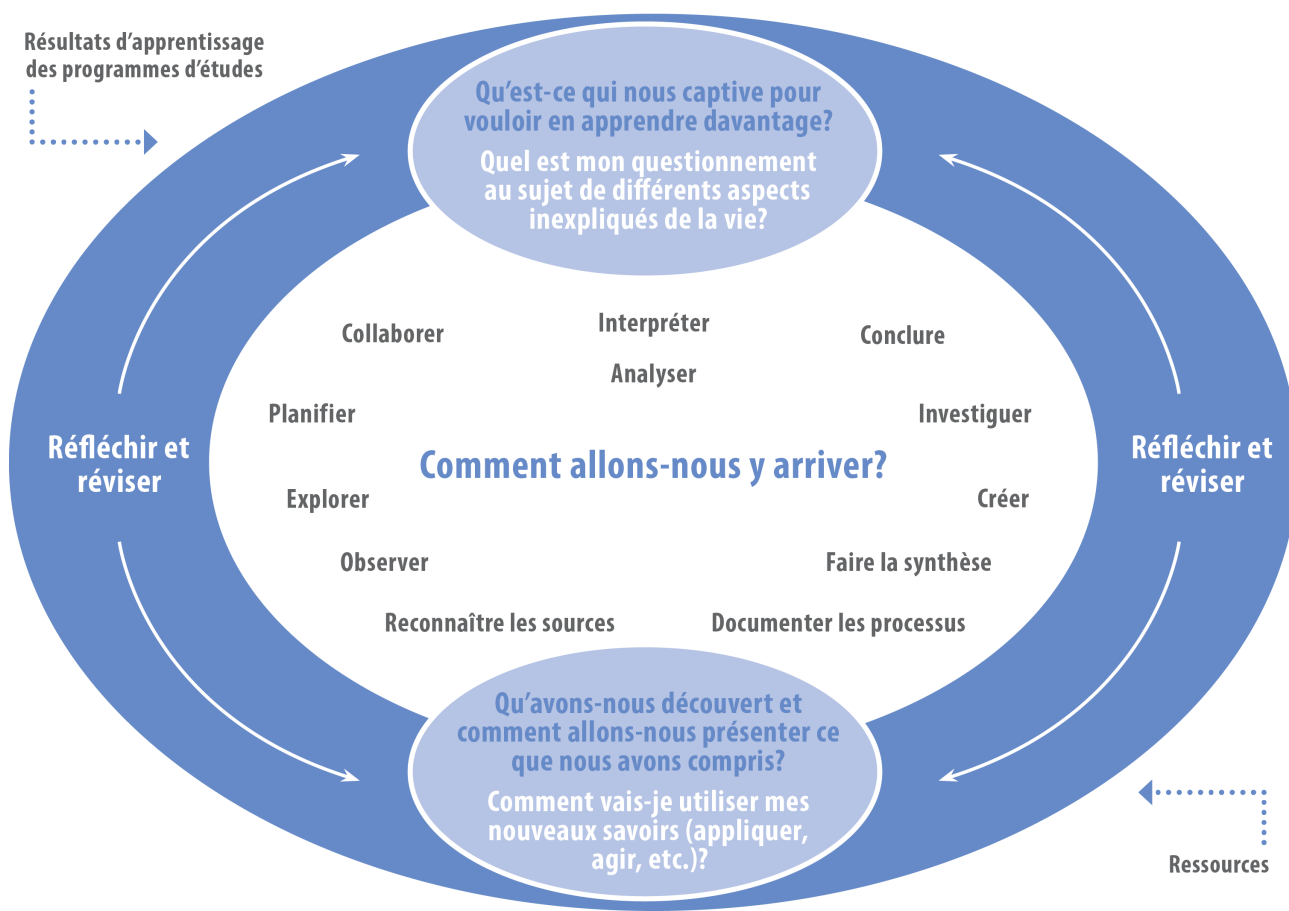 Résultats d'apprentissage
des programmes d'études
Qu'est-ce qui nous captive pour
vouloir en apprendre davantage?
Quel est mon questionnement
au sujet de différents aspects
inexpliqués de la vie?
Collaborer
Interpréter
Conclure
Analyser
Planifier
Investiguer
Réfléchir et
réviser
Comment allons-nous y arriver?
Réfléchir et
réviser
Explorer
Créer
Observer
Faire la synthèse
Reconnaître les sources
Documenter les processus
Qu'avons-nous découvert et
comment allons-nous présenter ce
que nous avons compris?
Comment vais-je utiliser mes
nouveaux savoirs (appliquer,
agir, etc.)?
Ressources